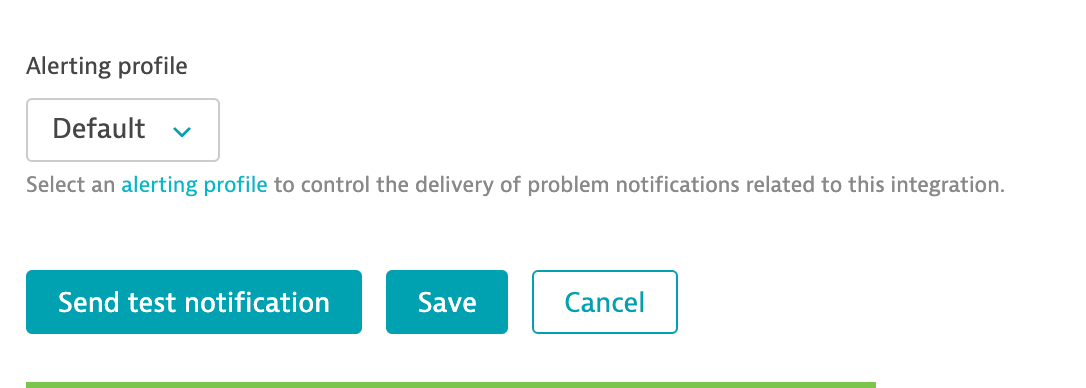 Alerting profile
Default
Select an alerting profile to control the delivery of problem notifications related to this integration.
Send test notification Save Cancel